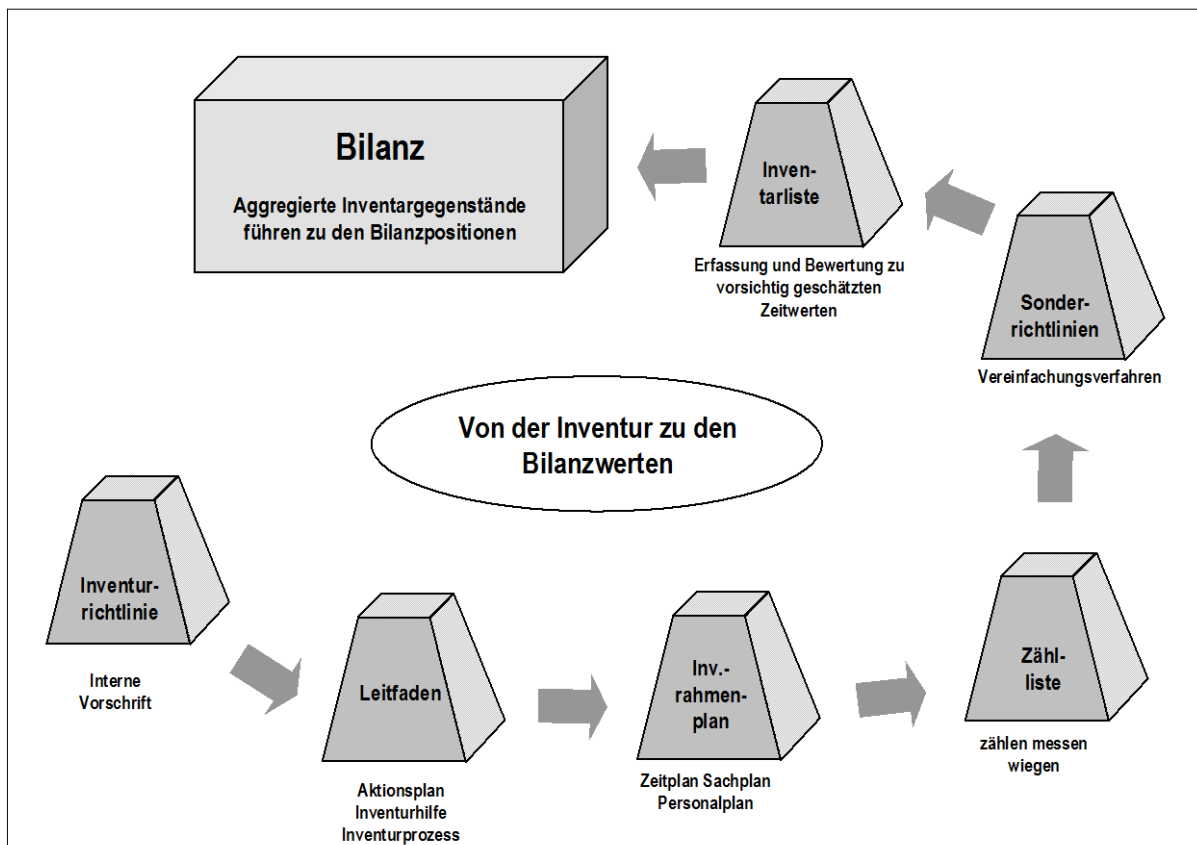 Bilanz
Aggregierte Inventargegenstände
führen zu den Bilanzpositionen
Inven-
tarliste
Erfassung und Bewertung zu
vorsichtig geschätzten
Zeitwerten
Sonder-
richtlinien
Vereinfachungsverfahren
Von der Inventur zu den
Bilanzwerten
Inventur-
richtlinie
Interne
Vorschrift
Leitfaden
Aktionsplan
Inventurhilfe
Inventurprozess
Inv.-
rahmen-
plan
Zeitplan Sachplan
Personalplan
Zähl-
liste
zählen messen
wiegen